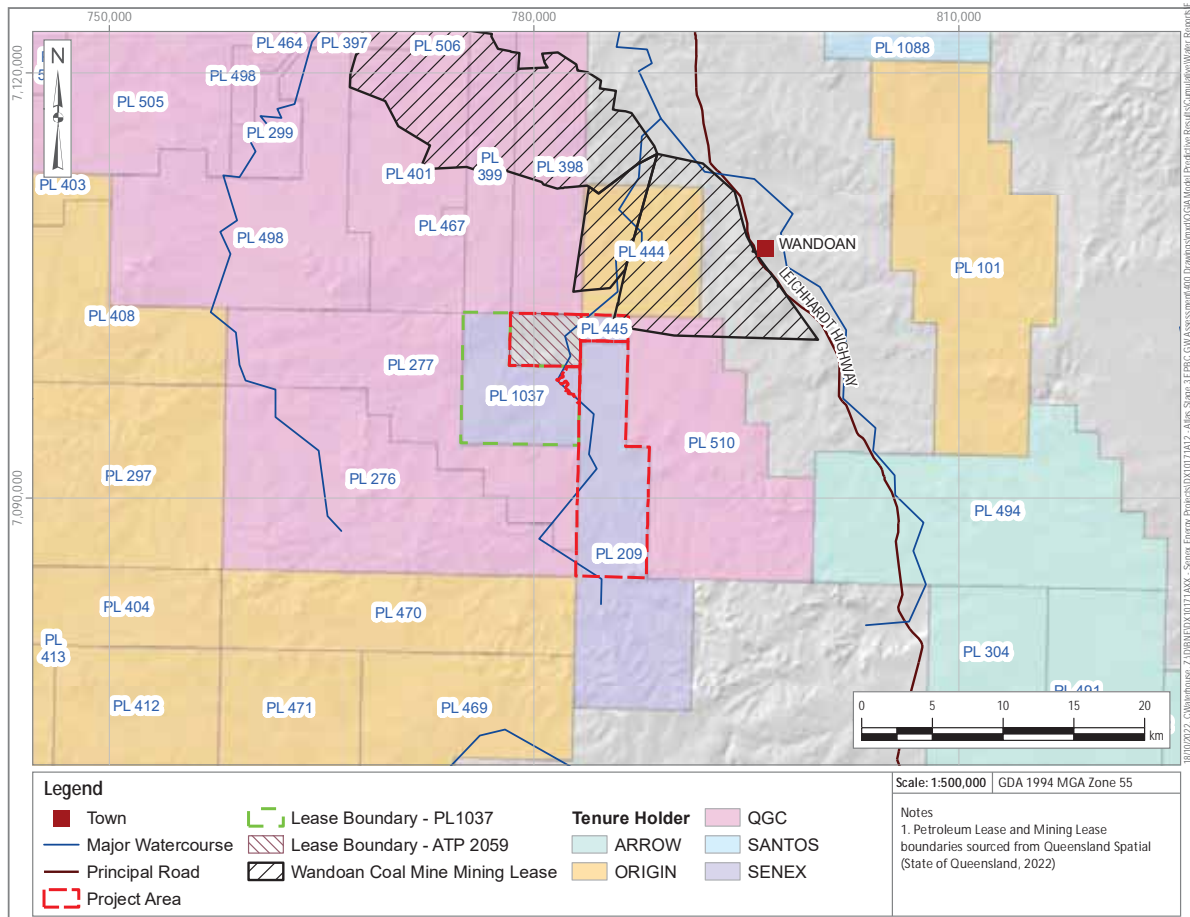 750,000
780,000
810,000
7,120,000
7,090,000
N
PL 464
PL 397
PL 506
PL 1088
PL 498
PL 505
PL 299
PL 403
PL 401
PL
399
PL 398
PL 467
PL 498
PL 444
WANDOAN
PL 101
LEICHHARDT HIGHWAY
PL 408
PL 445
PL 277
PL 1037
PL 510
PL 297
PL 276
PL 494
PL 209
PL 404
PL 470
PL
413
PL 304
PL 491
PL 412
PL 471
PL 469
0 5 10 15 20
km
Legend
Town
Major Watercourse
Principal Road
Project Area
Lease Boundary - PL1037
Lease Boundary - ATP 2059
Wandoan Coal Mine Mining Lease
Tenure Holder
ARROW
ORIGIN
QGC
SANTOS
SENEX
Scale: 1:500,000
GDA 1994 MGA Zone 55
Notes
1. Petroleum Lease and Mining Lease
boundaries sourced from Queensland Spatial
(State of Queensland, 2022)